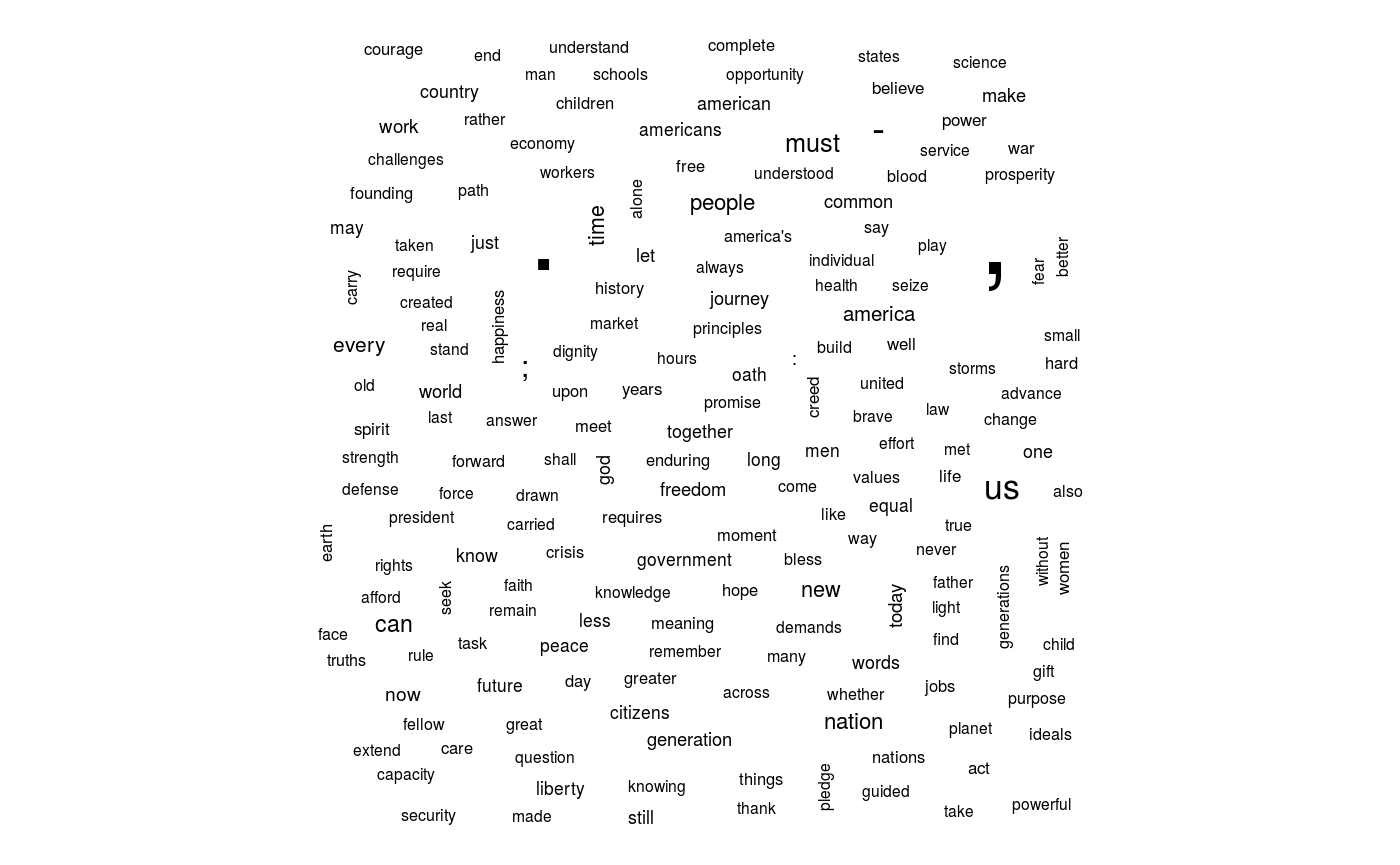 courage end understand complete states science
man schools opportunity believe
country children american make
work rather americans must - power
economy service war
challenges workers free understood blood prosperity
founding path alone people common
may time say
taken just america's play
let individual , fear better
carry require . always
created happiness history journey health seize
real market principles america small
every stand ; dignity hours : build well
storms hard
old world upon years oath creed united advance
promise brave law change
spirit last answer meet together
strength forward shall god enduring long men effort met one
defense force drawn freedom come values life us also
president carried requires like equal true
earth moment way never without women
rights know crisis government bless
afford seek faith knowledge hope new today father generations
remain light
face can less meaning demands find child
truths rule task peace remember many words gift
now future day greater across whether jobs purpose
fellow great citizens nation planet ideals
extend care question generation nations act
capacity liberty knowing things pledge guided
security made still thank take powerful